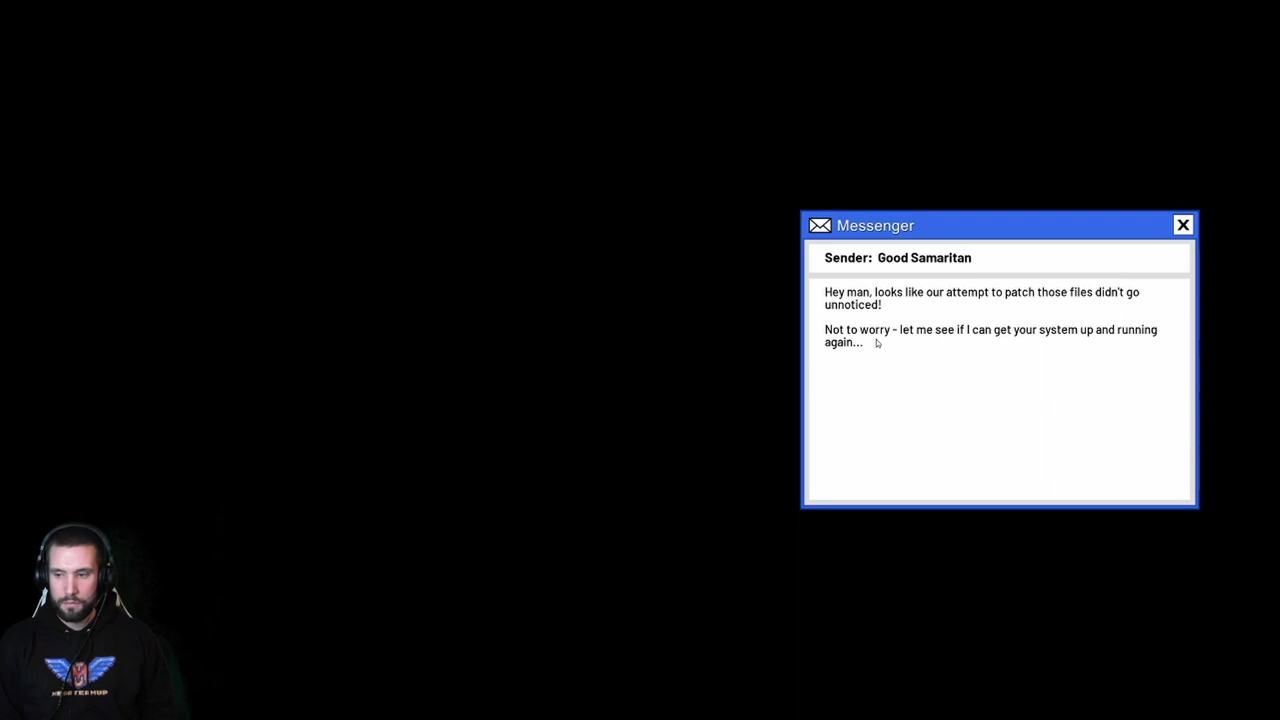 Messenger
X
Sender: Good Samaritan
Hey man, looks like our attempt to patch those files didn't go
unnoticed!
Not to worry - let me see if I can get your system up and running
again...